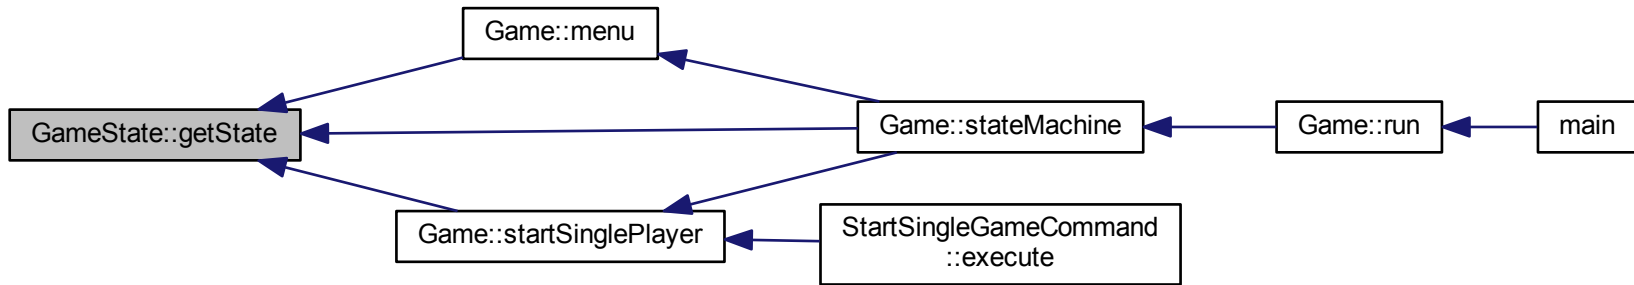 Game::menu
GameState::getState
Game::stateMachine
Game::run
main
Game::startSinglePlayer
StartSingleGameCommand
::execute